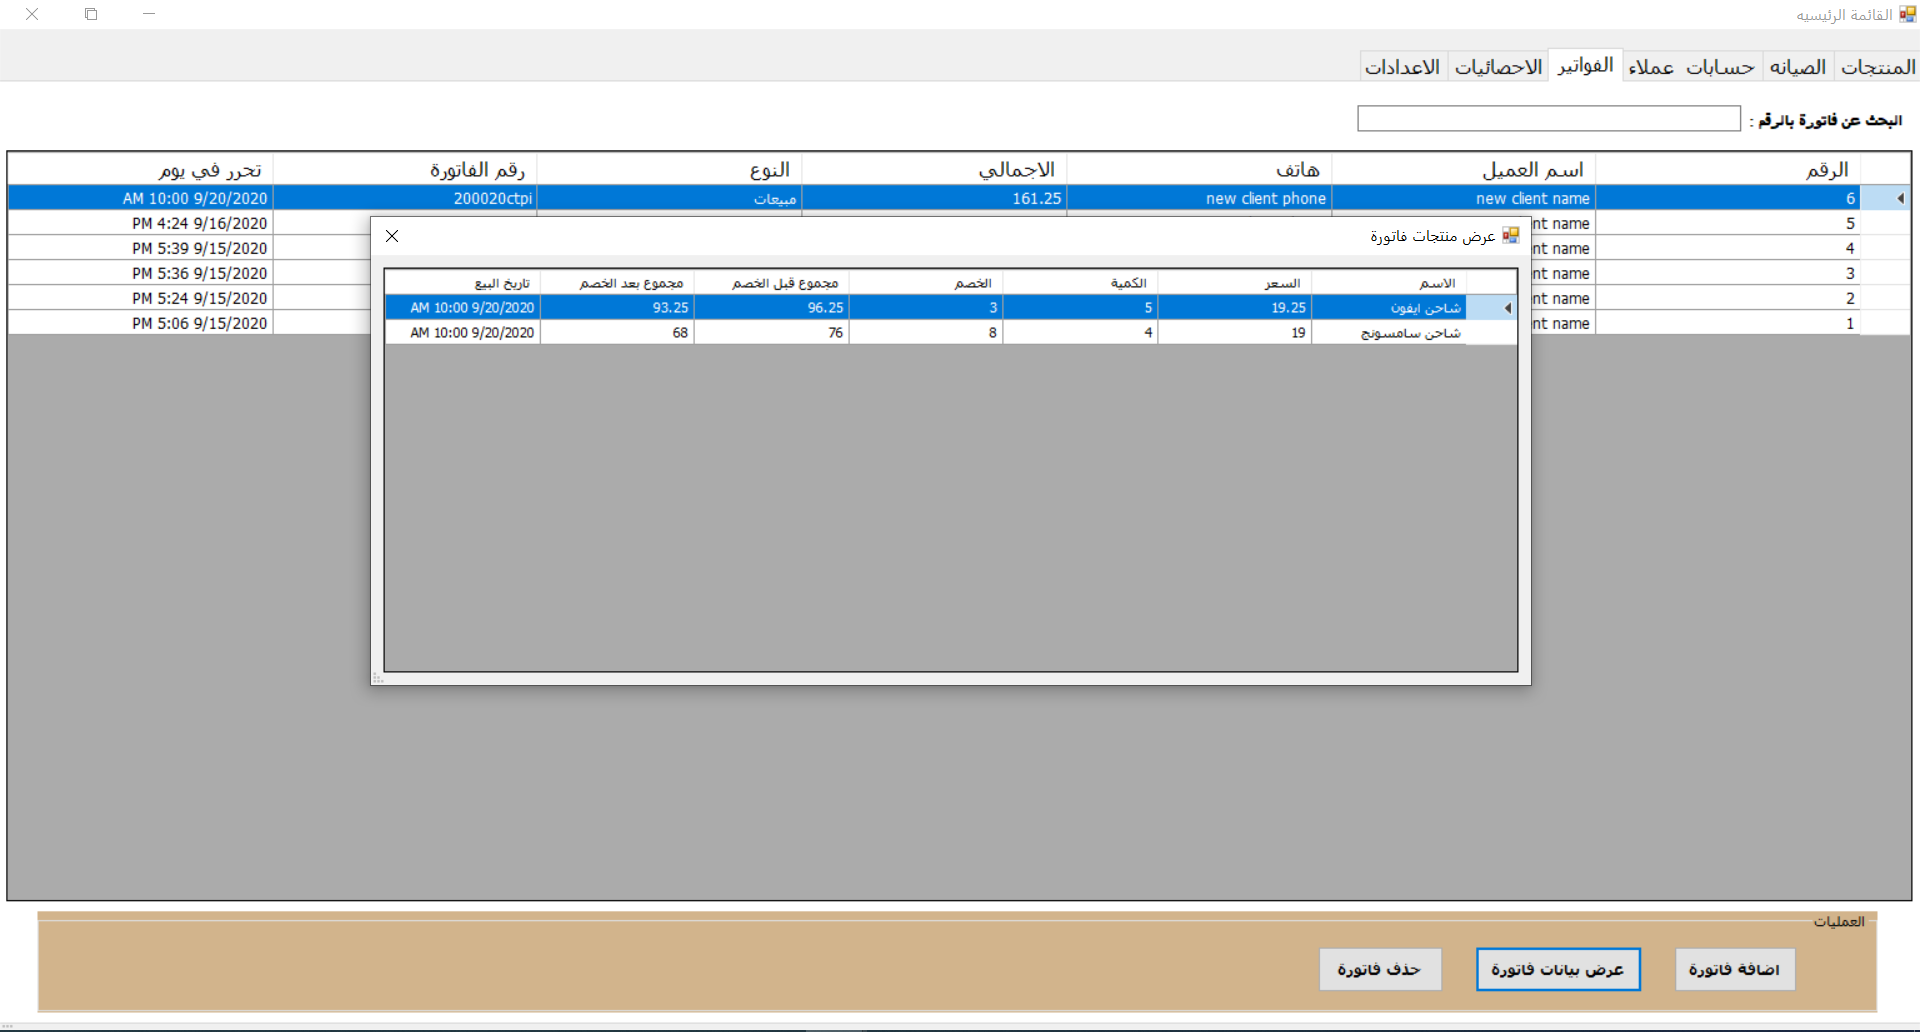 القائمة الرئيسيه
المنتجات الصيانه حسابات عملاء الفواتير الاحصائيات الاعدادات
البحث عن فاتورة بالرقم :
الرقم اسم العميل هاتف الاجمالي النوع رقم الفاتورة تحرر في يوم
6 new client name new client phone 161.25 مبيعات 200020ctpi AM 10:00 9/20/2020
5 name PM 4:24 9/16/2020
4 name PM 5:39 9/15/2020
3 name PM 5:36 9/15/2020
2 name PM 5:24 9/15/2020
1 name PM 5:06 9/15/2020
عرض منتجات فاتورة
الاسم السعر الكمية الخصم مجموع قبل الخصم مجموع بعد الخصم تاريخ البيع
شاحن ايفون 19.25 5 3 96.25 93.25 AM 10:00 9/20/2020
شاحن سامسونج 19 4 8 76 68 AM 10:00 9/20/2020
العمليات
اضافة فاتورة عرض بيانات فاتورة حذف فاتورة